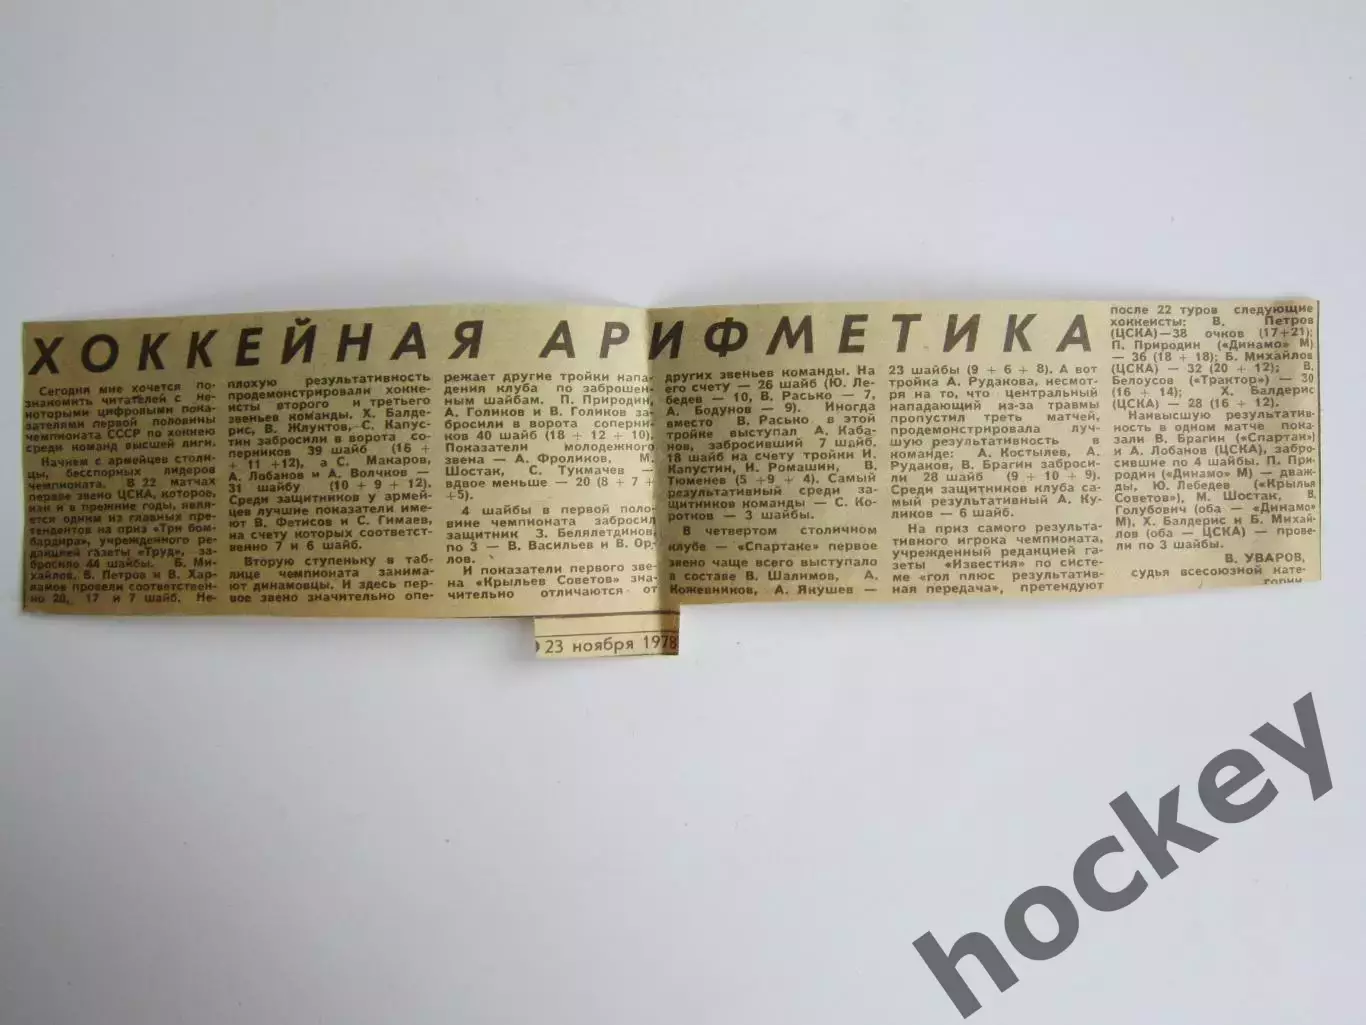 ХОККЕЙНАЯ АРИФМЕТИКА
Сегодня мне хочется по-
знакомить читателей с не-
которыми цифровыми пока-
зателями первой половины
чемпионата СССР по хоккею
среди команд высшей лиги.
Начнем с армейцев столи-
цы, бесспорных лидеров
чемпионата. В 22 матчах
первое звено ЦСКА, которое,
как и в прежние годы, явля-
ется одним из главных пре-
тендентов на приз «Три бом-
бардира», учрежденного ре-
дакцией газеты «Труд», за-
бросило 44 шайбы. Б. Ми-
хайлов, В. Петров и В. Хар-
ламов провели соответствен-
но 20, 17 и 7 шайб. Не-
плохую результативность
продемонстрировали хокке-
исты второго и третьего
звеньев команды. Х. Балде-
рис, В. Жлуктов, С. Капус-
тин забросили в ворота со-
перников 39 шайб (16 +
+ 11 +12), а С. Макаров,
А. Лобанов и А. Волчков —
31 шайбу (10 + 9 + 12).
Среди защитников у армей-
цев лучшие показатели име-
ют В. Фетисов и С. Гимаев,
на счету которых соответст-
венно 7 и 6 шайб.
Вторую ступеньку в таб-
лице чемпионата занима-
ют динамовцы. И здесь пер-
вое звено значительно опе-
режает другие тройки напа-
дения клуба по заброшен-
ным шайбам. П. Природин,
А. Голиков и В. Голиков за-
бросили в ворота соперни-
ков 40 шайб (18 + 12 + 10).
Показатели молодежного
звена — А. Фроликов, М.
Шостак, С. Тукмачев —
вдвое меньше — 20 (8 + 7 +
+5).
4 шайбы в первой поло-
вине чемпионата забросил
защитник З. Белялетдинов,
по 3 — В. Васильев и В. Ор-
лов.
И показатели первого зве-
на «Крыльев Советов» зна-
чительно отличаются от
других звеньев команды. На
его счету — 26 шайб (Ю. Ле-
бедев — 10, В. Расько — 7,
А. Бодунов — 9). Иногда
вместо В. Расько в этой
тройке выступал А. Каба-
нов, забросивший 7 шайб.
18 шайб на счету тройки И.
Капустин, И. Ромашин, В.
Тюменев (5 +9 + 4). Самый
результативный среди за-
щитников команды — С. Ко-
ротков — 3 шайбы.
В четвертом столичном
клубе — «Спартаке» первое
звено чаще всего выступало
в составе В. Шалимов, А.
Кожевников, А. Якушев —
23 шайбы (9 + 6 + 8). А вот
тройка А. Руданова, несмот-
ря на то, что центральный
нападающий из-за травмы
пропустил треть матчей,
продемонстрировала луч-
шую результативность в
команде: А. Костылев, А.
Руданов, В. Брагин заброси-
ли 28 шайб (9 + 10 + 9).
Среди защитников клуба са-
мый результативный А. Ку-
ликов — 6 шайб.
На приз самого результа-
тивного игрока чемпионата,
учрежденный редакцией га-
зеты «Известия» по систе-
ме «гол плюс результатив-
ная передача», претендуют
после 22 туров следующие
хоккеисты: В. Петров
(ЦСКА)—38 очков (17+21);
П. Природин («Динамо» М)
— 36 (18 + 18); Б. Михайлов
(ЦСКА) — 32 (20 + 12); В.
Белоусов («Трактор») — 30
(16 + 14); Х. Балдерис
(ЦСКА) — 28 (16 + 12).
Наивысшую результатив-
ность в одном матче пока-
зали В. Брагин («Спартак»)
и А. Лобанов (ЦСКА), забро-
сившие по 4 шайбы. П. При-
родин («Динамо» М) — дваж-
ды, Ю. Лебедев («Крылья
Советов»), М. Шостак, В.
Голубович (оба — «Динамо»
М), Х. Балдерис и Б. Михай-
лов (оба — ЦСКА) — прове-
ли по 3 шайбы.
В. УВАРОВ,
судья всесоюзной кате-
гории.
23 ноября 1978
hockey